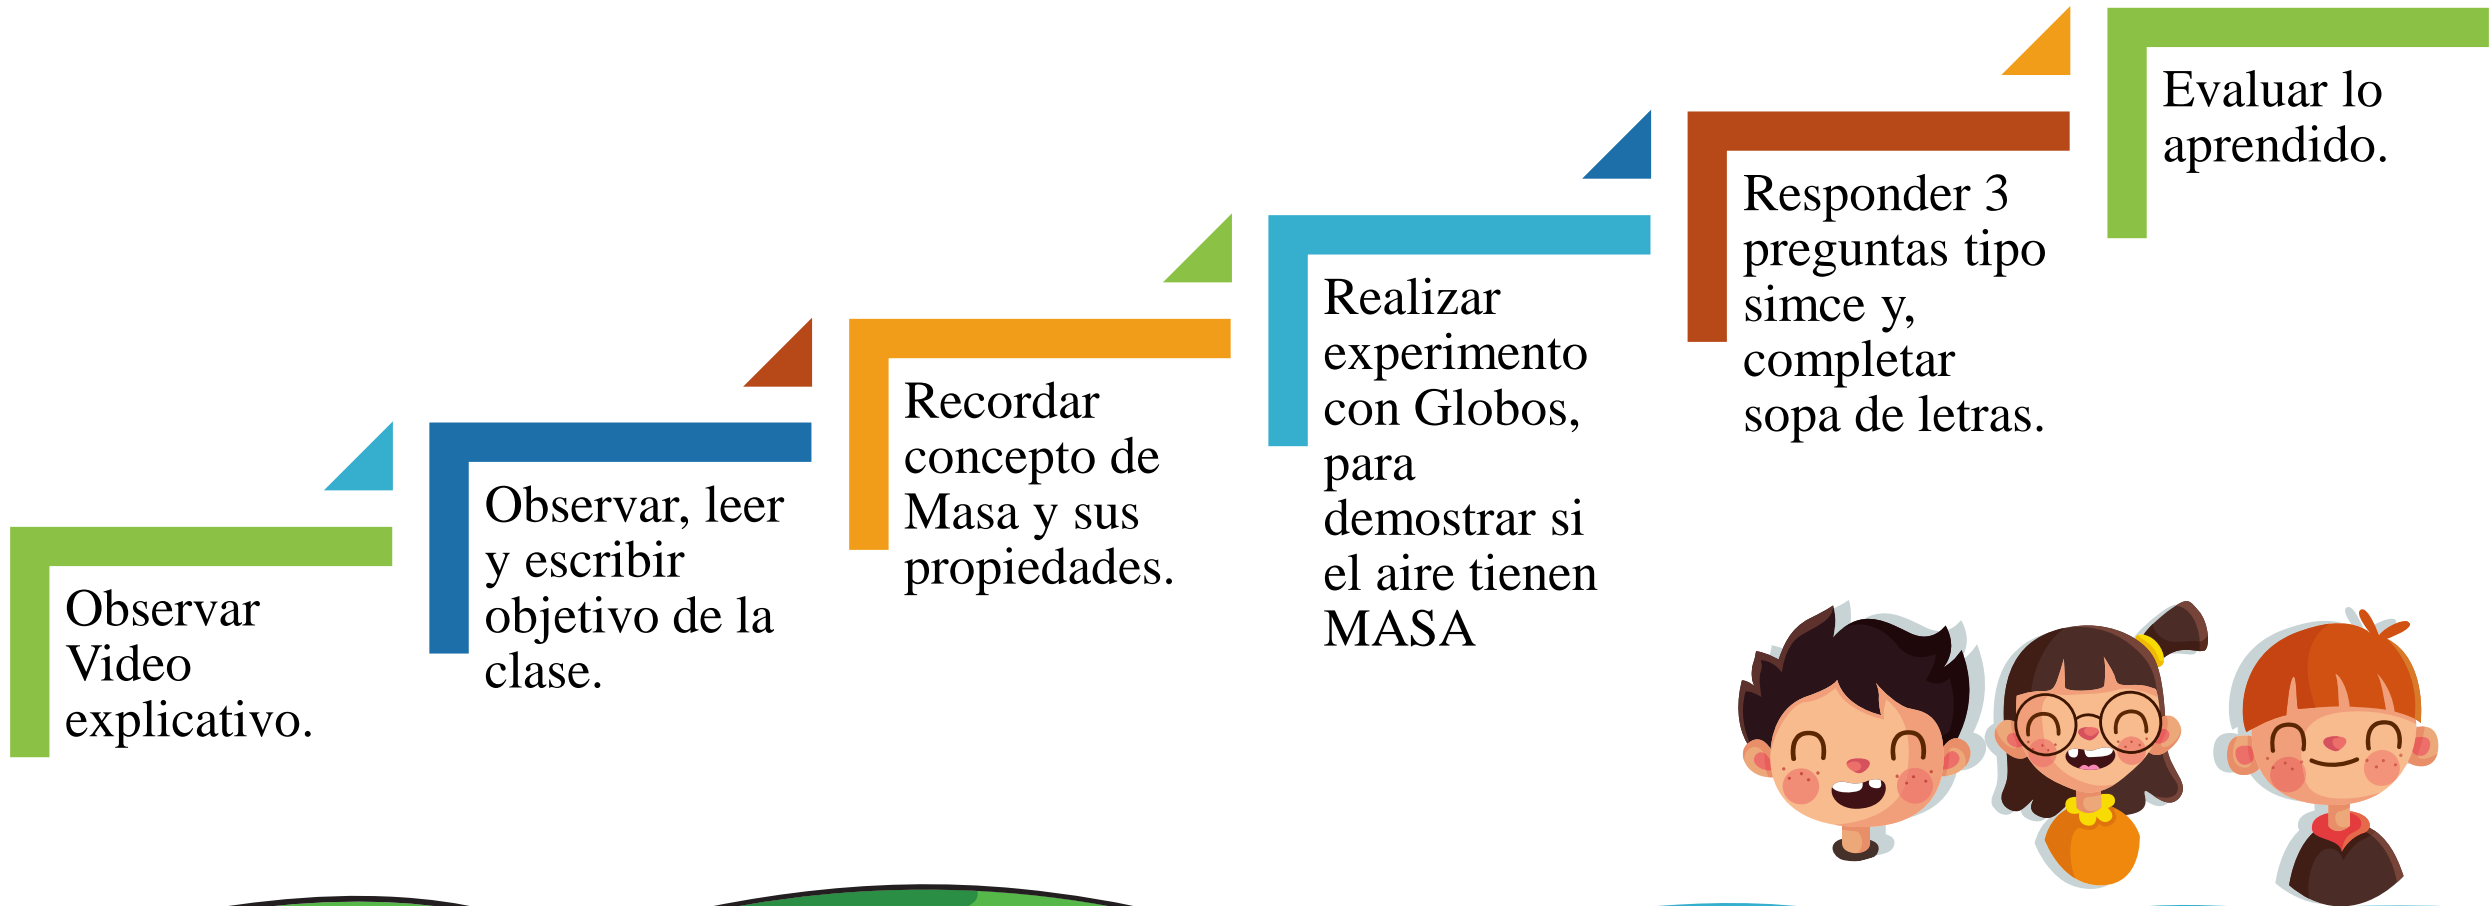 Observar
Video
explicativo.
Observar, leer
y escribir
objetivo de la
clase.
Recordar
concepto de
Masa y sus
propiedades.
Realizar
experimento
con Globos,
para
demostrar si
el aire tienen
MASA
Responder 3
preguntas tipo
simce y,
completar
sopa de letras.
Evaluar lo
aprendido.